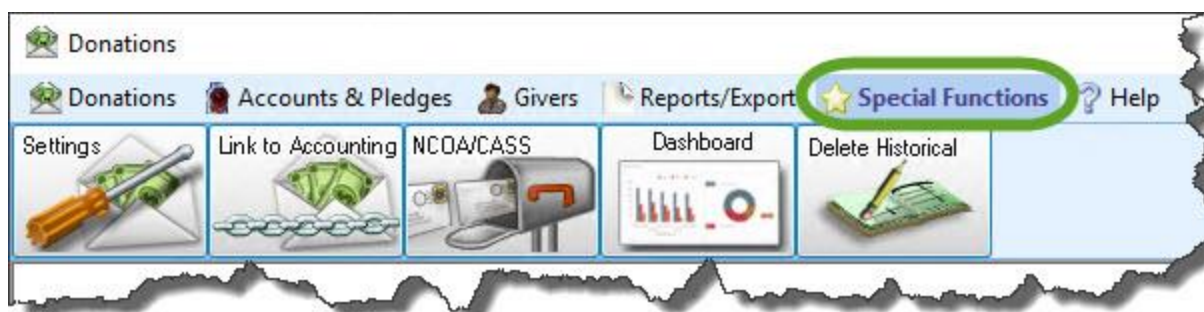 Donations
Donations Accounts & Pledges Givers Reports/Export Special Functions Help
Settings Link to Accounting NCOA/CASS Dashboard Delete Historical